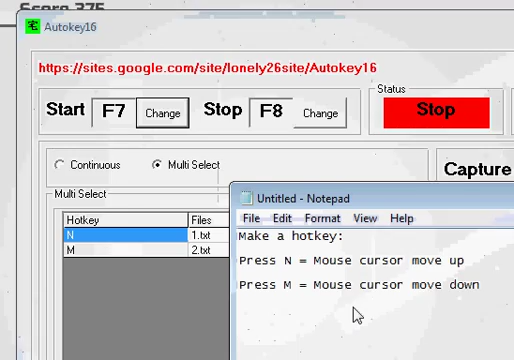 Score 375
Autokey16
https://sites.google.com/site/lonely26site/Autokey16
Start F7 Change Stop F8 Change
Status
Stop
Continuous Multi Select
Capture
Multi Select
Hotkey Files
N 1.txt
M 2.txt
Untitled - Notepad
File Edit Format View Help
Make a hotkey:
Press N = Mouse cursor move up
Press M = Mouse cursor move down